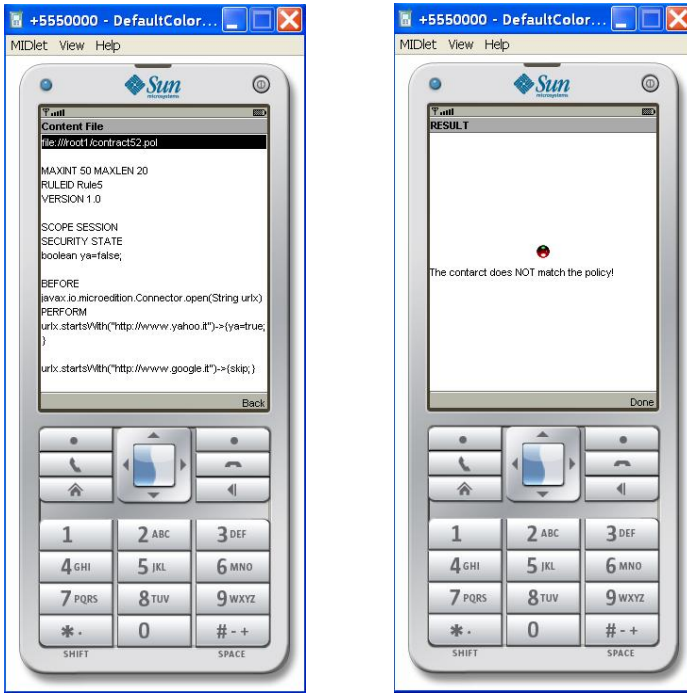 +5550000 - DefaultColor...
MIDlet View Help
Sun
microsystems
Content File
file:///root1/contract52.pol
MAXINT 50 MAXLEN 20
RULEID Rule5
VERSION 1.0
SCOPE SESSION
SECURITY STATE
boolean ya=false;
BEFORE
javax.io.microedition.Connector.open(String urlx)
PERFORM
urlx.startsWith("http://www.yahoo.it")->{ya=true;
}
urlx.startsWith("http://www.google.it")->{skip;}
Back
1 2 ABC 3 DEF
4 GHI 5 JKL 6 MNO
7 PQRS 8 TUV 9 WXYZ
* . 0 # - +
SHIFT SPACE
+5550000 - DefaultColor...
MIDlet View Help
Sun
microsystems
RESULT
The contarct does NOT match the policy!
Done
1 2 ABC 3 DEF
4 GHI 5 JKL 6 MNO
7 PQRS 8 TUV 9 WXYZ
* . 0 # - +
SHIFT SPACE